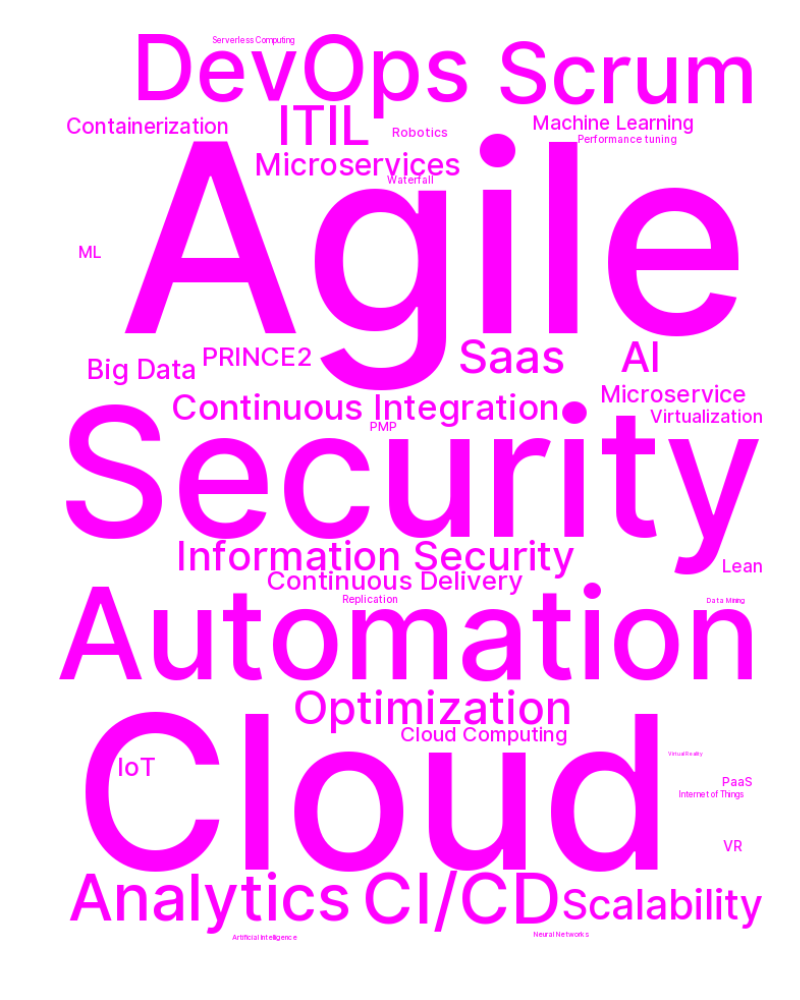 Serverless Computing
DevOps Scrum
ITIL
Containerization
Robotics
Machine Learning
Performance tuning
Microservices
Waterfall
Agile
ML
PRINCE2
Saas
AI
Big Data
Microservice
Continuous Integration
Virtualization
PMP
Security
Information Security
Lean
Continuous Delivery
Replication
Data Mining
Automation
Optimization
Cloud Computing
Cloud
Virtual Reality
IoT
PaaS
Internet of Things
VR
Analytics CI/CD Scalability
Artificial Intelligence
Neural Networks